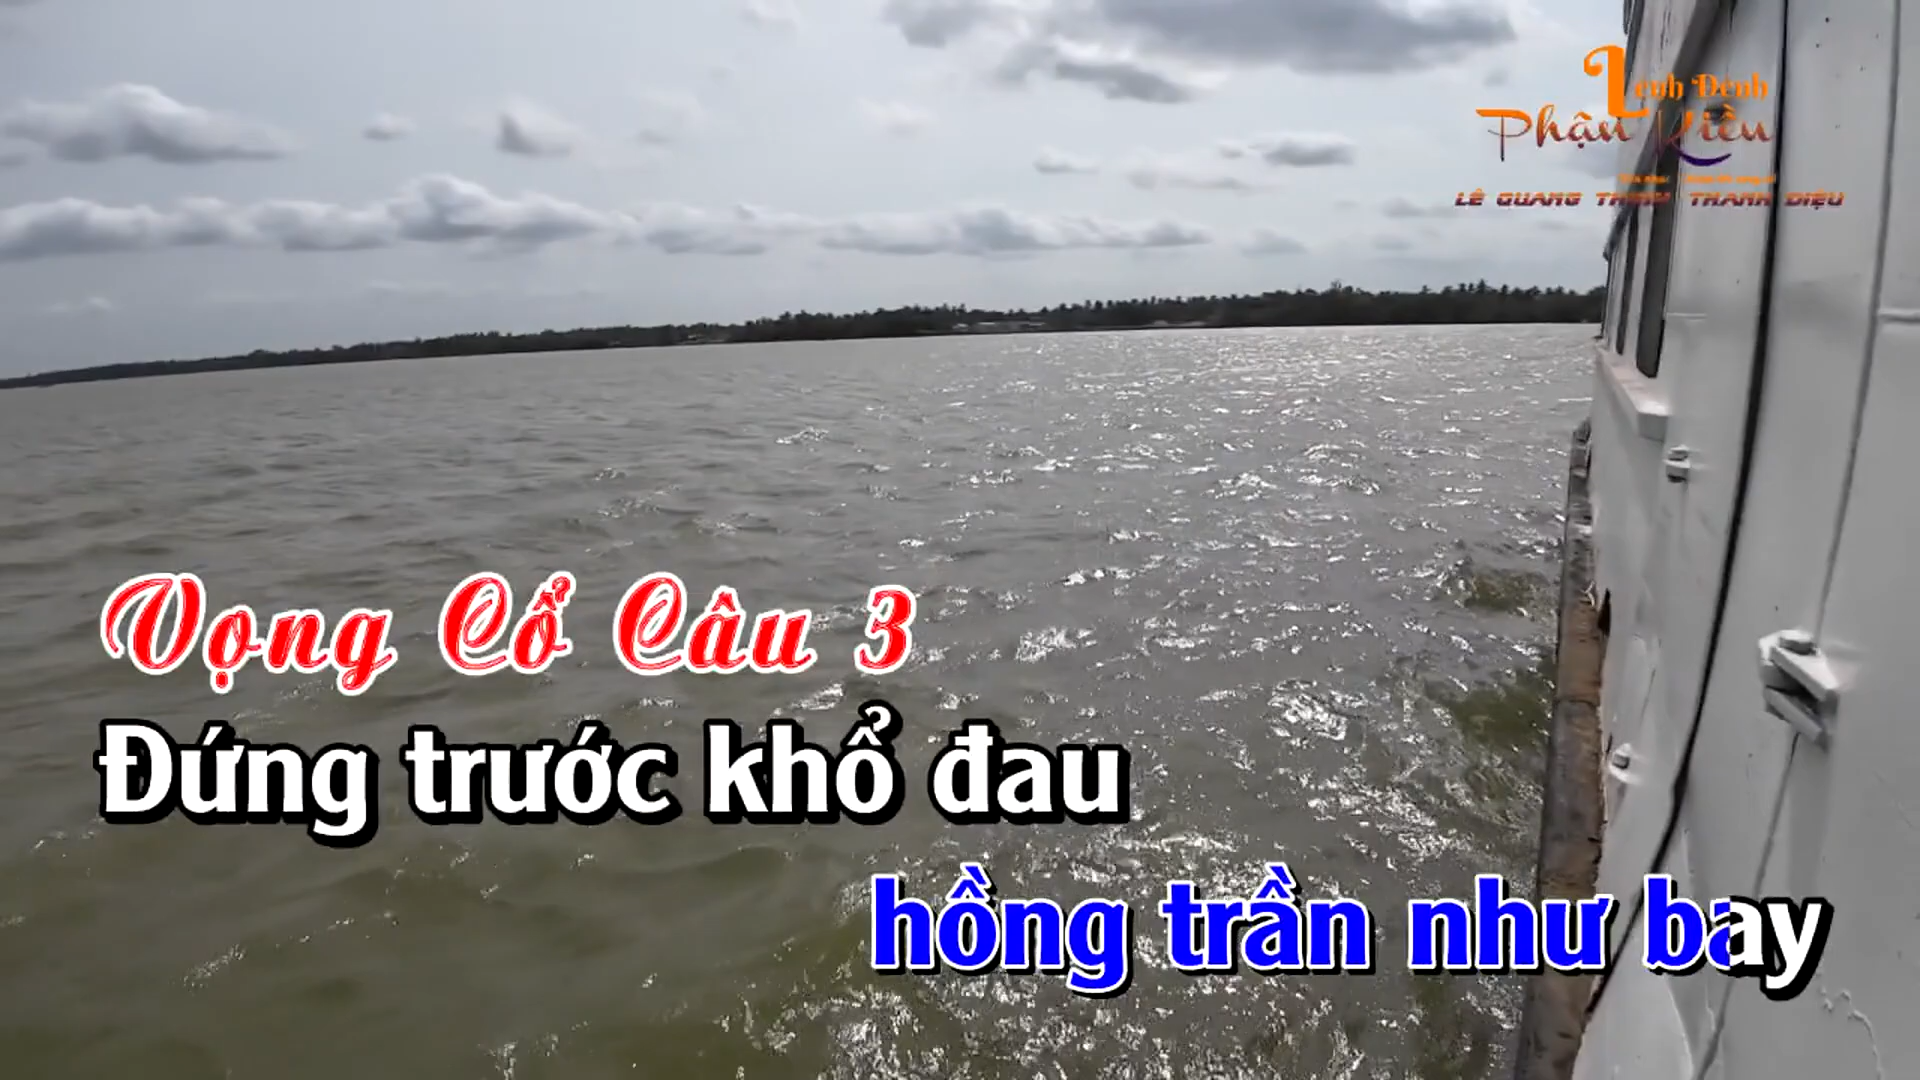 Lênh Đênh
Phận Kiều
LÊ QUANG THANH DIỆU
Vọng Cổ Câu 3
Đứng trước khổ đau
hồng trần như bay